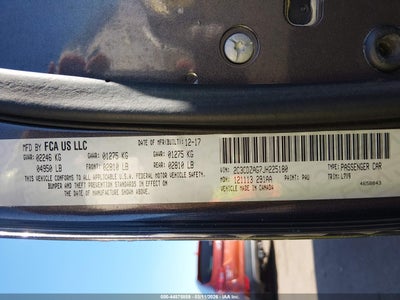 MFD BY FCA US LLC
DATE OF MFR/BUILT: 12-17
GVWR: 02246 KG GAWR: 01275 KG GAWR: 01275 KG
04950 LB FRONT: 02810 LB REAR: 02810 LB
THIS VEHICLE CONFORMS TO ALL APPLICABLE U.S.A. FEDERAL MOTOR VEHICLE SAFETY,
BUMPER AND THEFT PREVENTION STANDARDS IN EFFECT
ON THE DATE OF MANUFACTURE SHOWN ABOVE.
VIN: 2C3CDZAG7JH225180 TYPE: PASSENGER CAR
MDH: 121113 291AA PAINT: PAU TRIM: L7V9
MADE IN CANADA 4658043